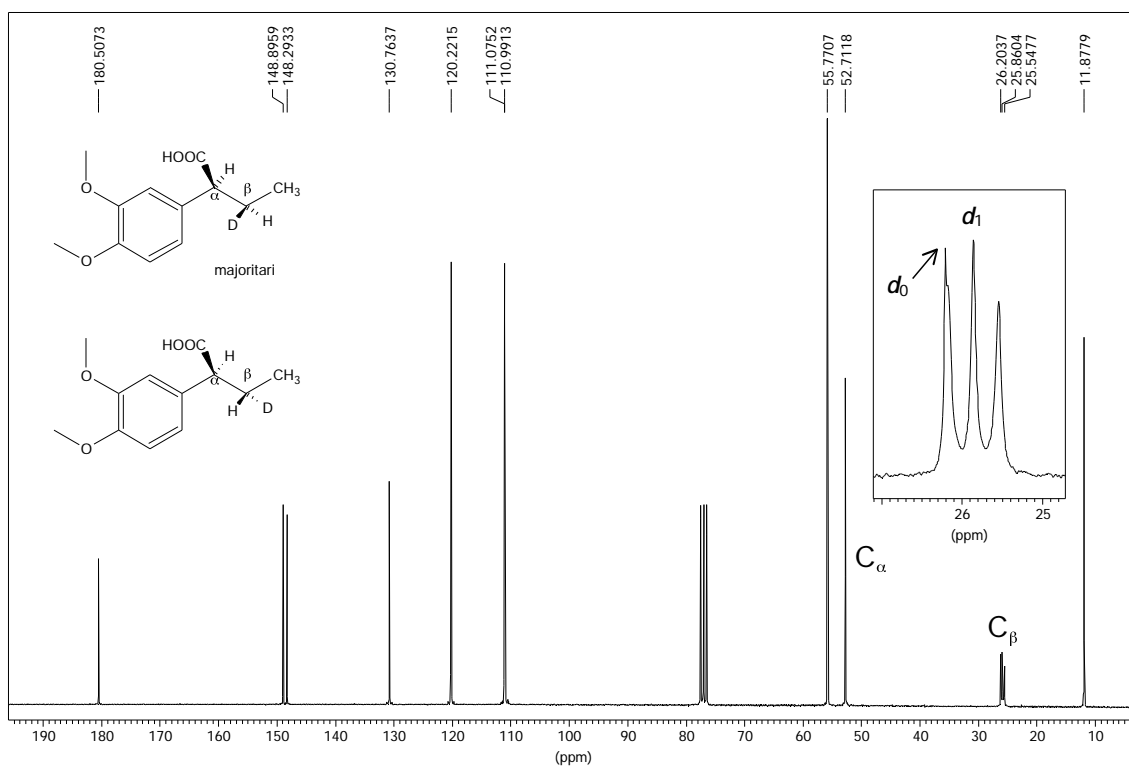 180.5073
148.8959
148.2933
130.7637
120.2215
111.0752
110.9913
55.7707
52.7118
26.2037
25.8604
25.5477
11.8779
HOOC
H
α
β
CH3
D
H
O
O
majoritari
HOOC
H
α
β
CH3
H
D
O
O
d1
d0
26 25
(ppm)
Cα
Cβ
190 180 170 160 150 140 130 120 110 100 90 80 70 60 50 40 30 20 10
(ppm)